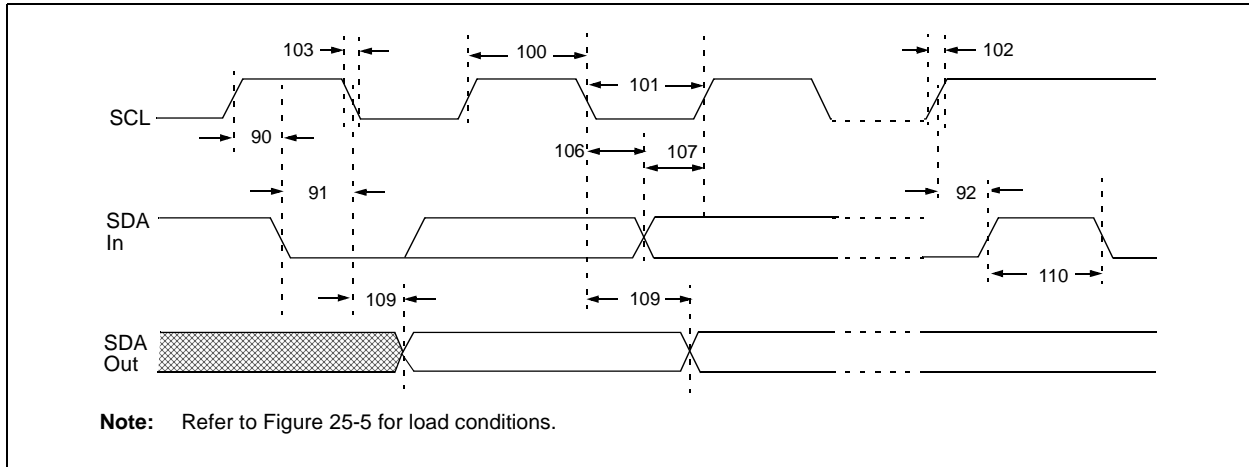 103
100
102
101
SCL
90
106
107
91
92
SDA
In
110
109
109
SDA
Out
Note: Refer to Figure 25-5 for load conditions.